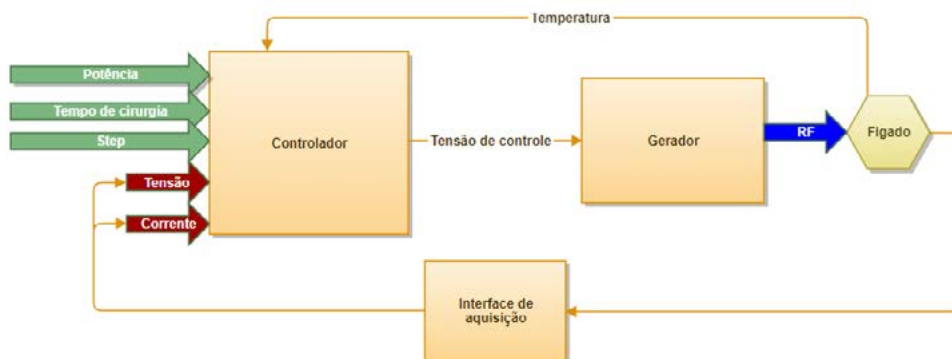 Temperatura
Potência
Tempo de cirurgia
Step
Tensão
Corrente
Controlador
Tensão de controle
Gerador
RF
Fígado
Interface de
aquisição